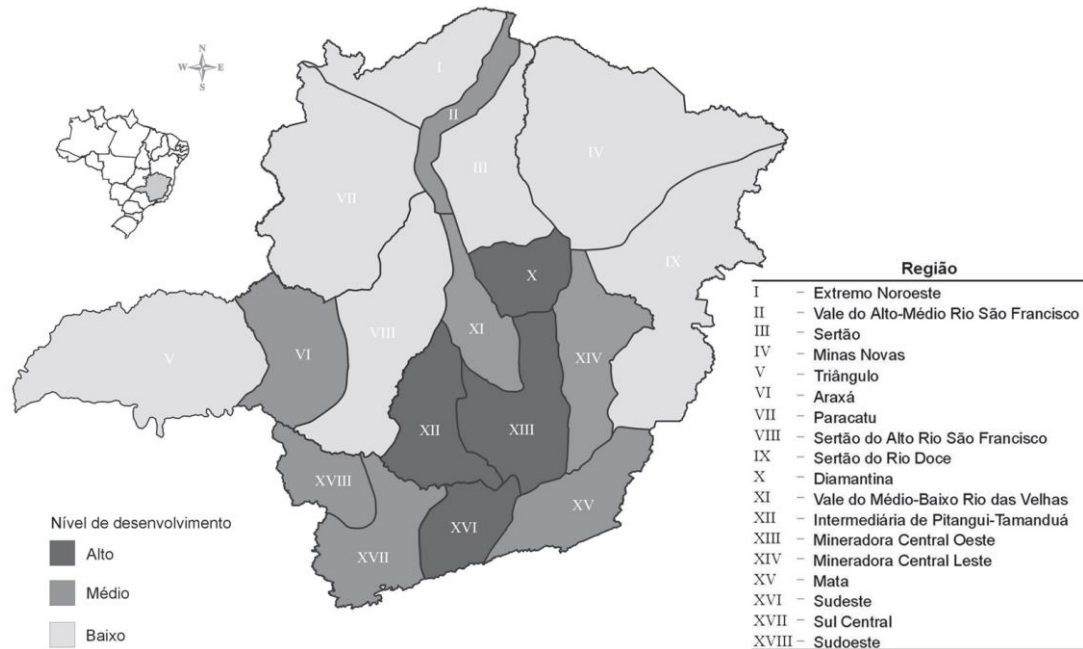 N
W E
S
I
II
III
IV
VII
IX
X
V
VI
VIII
XI
XIV
XII
XIII
XVIII
XV
XVI
XVII
Nível de desenvolvimento
Alto
Médio
Baixo
Região
I – Extremo Noroeste
II – Vale do Alto-Médio Rio São Francisco
III – Sertão
IV – Minas Novas
V – Triângulo
VI – Araxá
VII – Paracatu
VIII – Sertão do Alto Rio São Francisco
IX – Sertão do Rio Doce
X – Diamantina
XI – Vale do Médio-Baixo Rio das Velhas
XII – Intermediária de Pitangui-Tamanduá
XIII – Mineradora Central Oeste
XIV – Mineradora Central Leste
XV – Mata
XVI – Sudeste
XVII – Sul Central
XVIII – Sudoeste